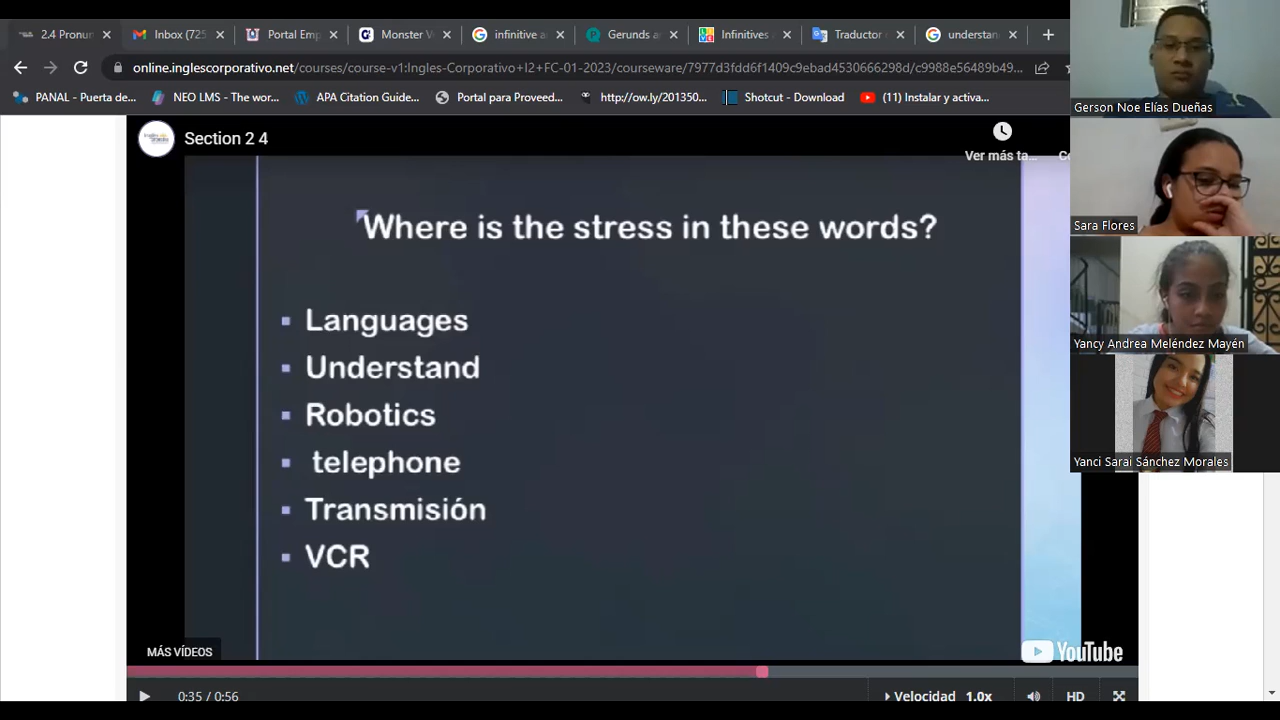 2.4 Pronun
Inbox (725
Portal Emp
Monster V
infinitive a
Gerunds a
Infinitives
Traductor
understan
online.inglescorporativo.net/courses/course-v1:Ingles-Corporativo+I2+FC-01-2023/courseware/7977d3fdd6f1409c9ebad4530666298d/c9988e56489b49...
PANAL - Puerta de...
NEO LMS - The wor...
APA Citation Guide...
Portal para Proveed...
http://ow.ly/201350...
Shotcut - Download
(11) Instalar y activa...
Section 2 4
Ver más ta...
Where is the stress in these words?
Languages
Understand
Robotics
telephone
Transmisión
VCR
MÁS VÍDEOS
YouTube
0:35 / 0:56
Velocidad 1.0x
HD
Gerson Noe Elías Dueñas
Sara Flores
Yancy Andrea Meléndez Mayén
Yanci Sarai Sánchez Morales